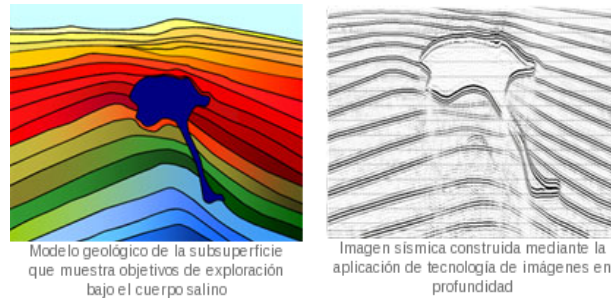 Modelo geológico de la subsuperficie
que muestra objetivos de exploración
bajo el cuerpo salino
Imagen sísmica construida mediante la
aplicación de tecnología de imágenes en
profundidad